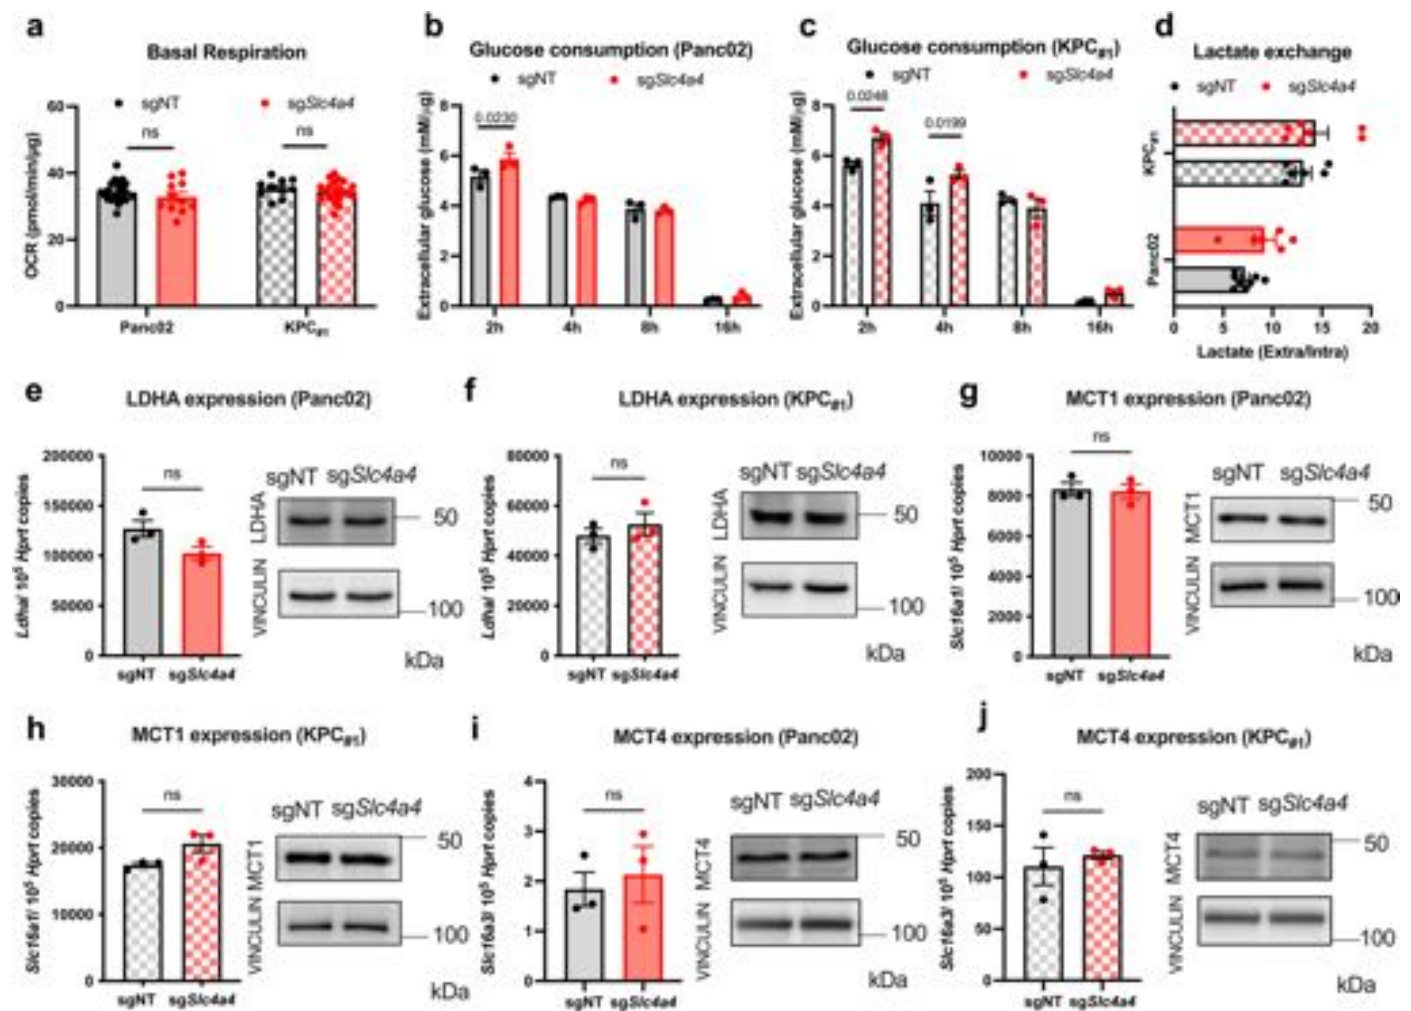 a
Basal Respiration
sgNT
sgSlc4a4
OCR (pmol/min/µg)
60
40
20
0
ns
ns
Panc02
KPC#1
b
Glucose consumption (Panc02)
sgNT
sgSlc4a4
Extracellular glucose (mM/µg)
8
6
4
2
0
0.0230
2h
4h
8h
16h
c
Glucose consumption (KPC#1)
sgNT
sgSlc4a4
Extracellular glucose (mM/µg)
8
6
4
2
0
0.0248
0.0199
2h
4h
8h
16h
d
Lactate exchange
sgNT
sgSlc4a4
KPC#1
Panc02
0
5
10
15
20
Lactate (Extra/Intra)
e
LDHA expression (Panc02)
Ldha/ 10⁵ Hprt copies
200000
150000
100000
50000
0
ns
sgNT
sgSlc4a4
sgNT sgSlc4a4
LDHA
50
VINCULIN
100
kDa
f
LDHA expression (KPC#1)
Ldha/ 10⁵ Hprt copies
80000
60000
40000
20000
0
ns
sgNT
sgSlc4a4
sgNT sgSlc4a4
LDHA
50
VINCULIN
100
kDa
g
MCT1 expression (Panc02)
Slc16a1/ 10⁵ Hprt copies
10000
8000
6000
4000
2000
0
ns
sgNT
sgSlc4a4
sgNT sgSlc4a4
MCT1
50
VINCULIN
100
kDa
h
MCT1 expression (KPC#1)
Slc16a1/ 10⁵ Hprt copies
30000
20000
10000
0
ns
sgNT
sgSlc4a4
sgNT sgSlc4a4
MCT1
50
VINCULIN
100
kDa
i
MCT4 expression (Panc02)
Slc16a3/ 10⁵ Hprt copies
4
3
2
1
0
ns
sgNT
sgSlc4a4
sgNT sgSlc4a4
MCT4
50
VINCULIN
100
kDa
j
MCT4 expression (KPC#1)
Slc16a3/ 10⁵ Hprt copies
200
150
100
50
0
ns
sgNT
sgSlc4a4
sgNT sgSlc4a4
MCT4
50
VINCULIN
100
kDa